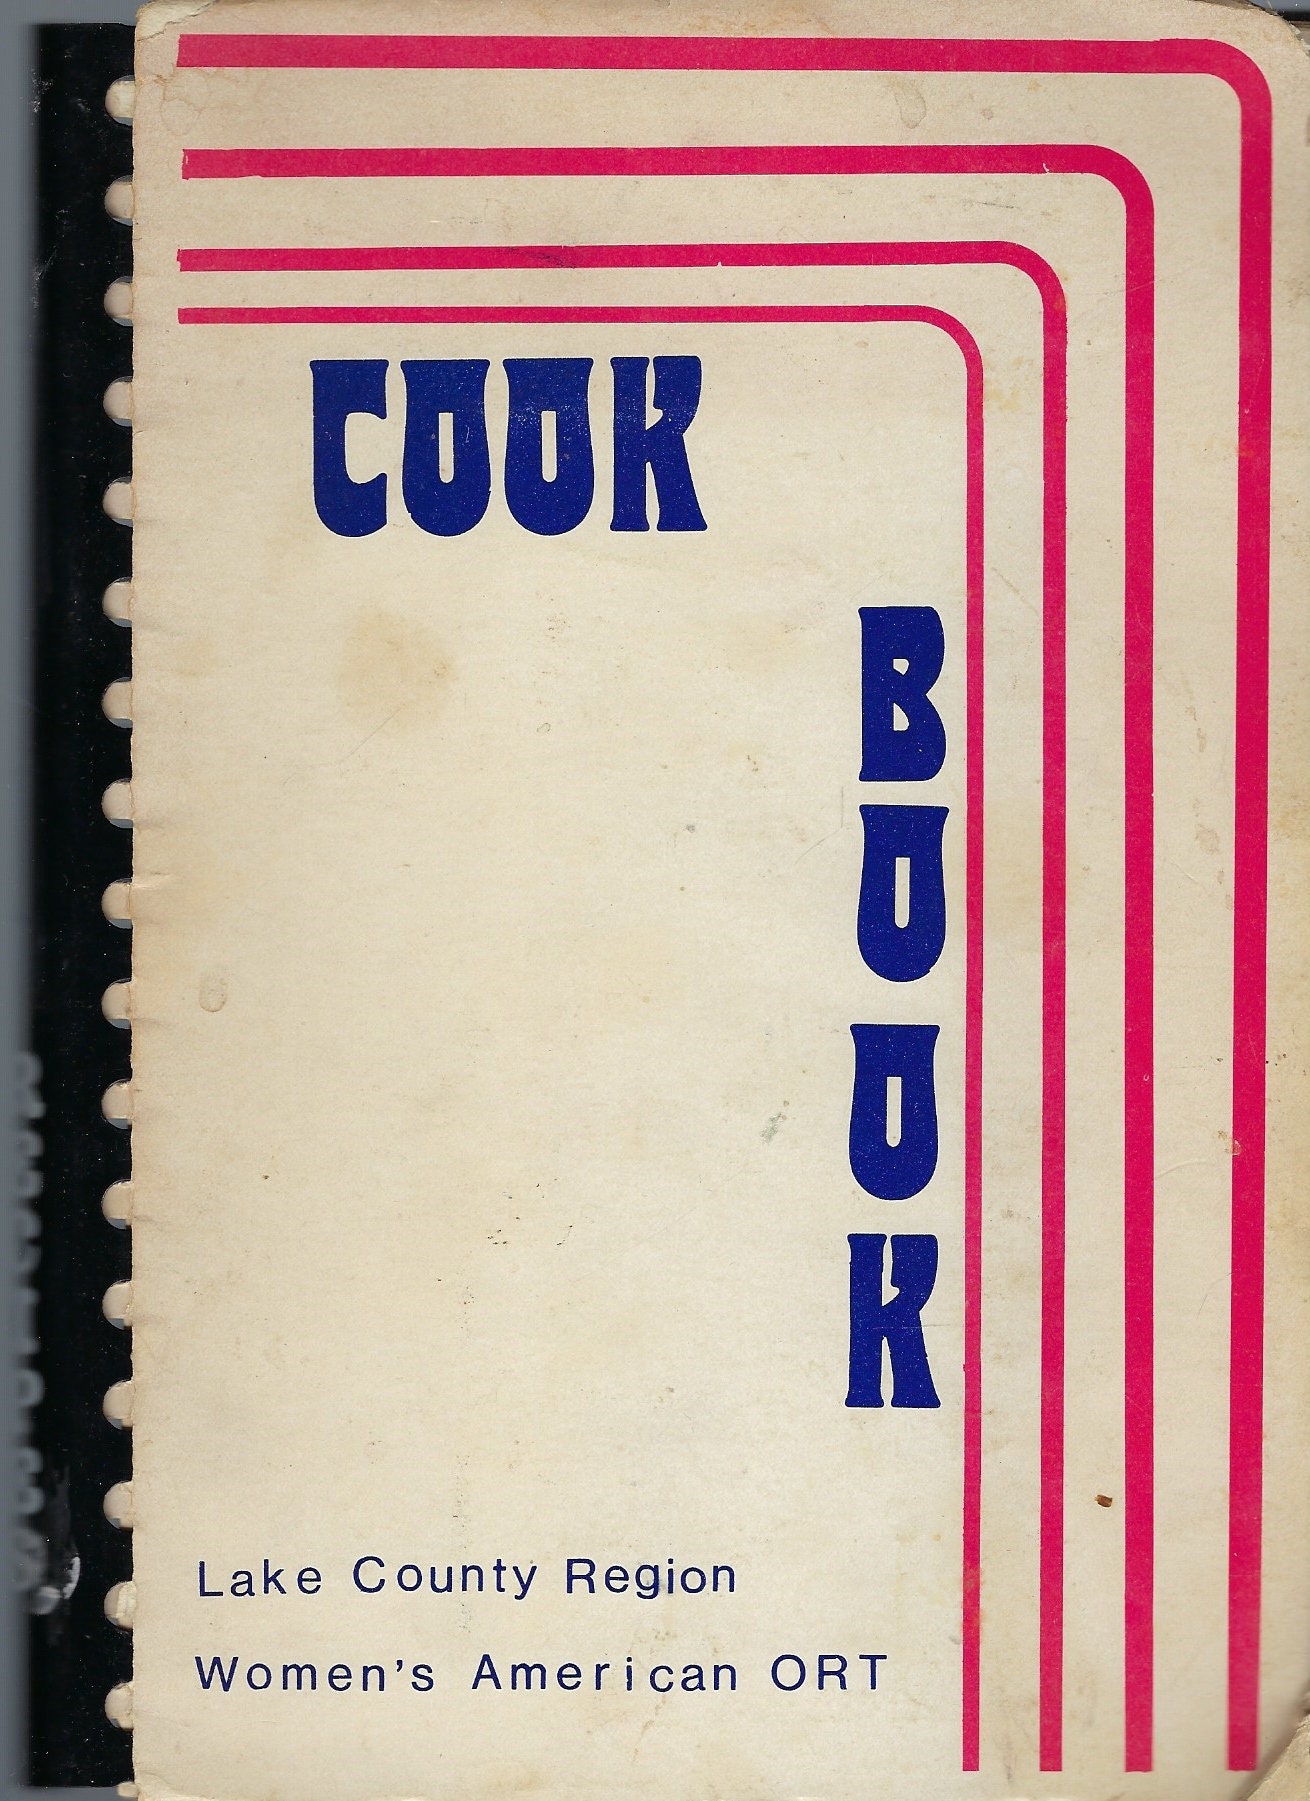 COOK
BOOK
Lake County Region
Women's American ORT